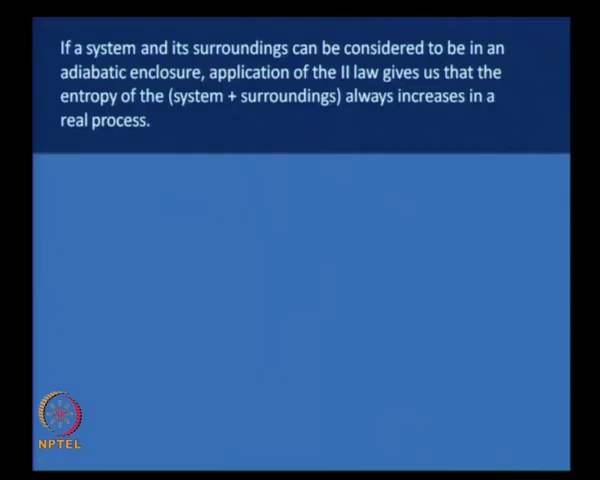 If a system and its surroundings can be considered to be in an
adiabatic enclosure, application of the II law gives us that the
entropy of the (system + surroundings) always increases in a
real process.
NPTEL